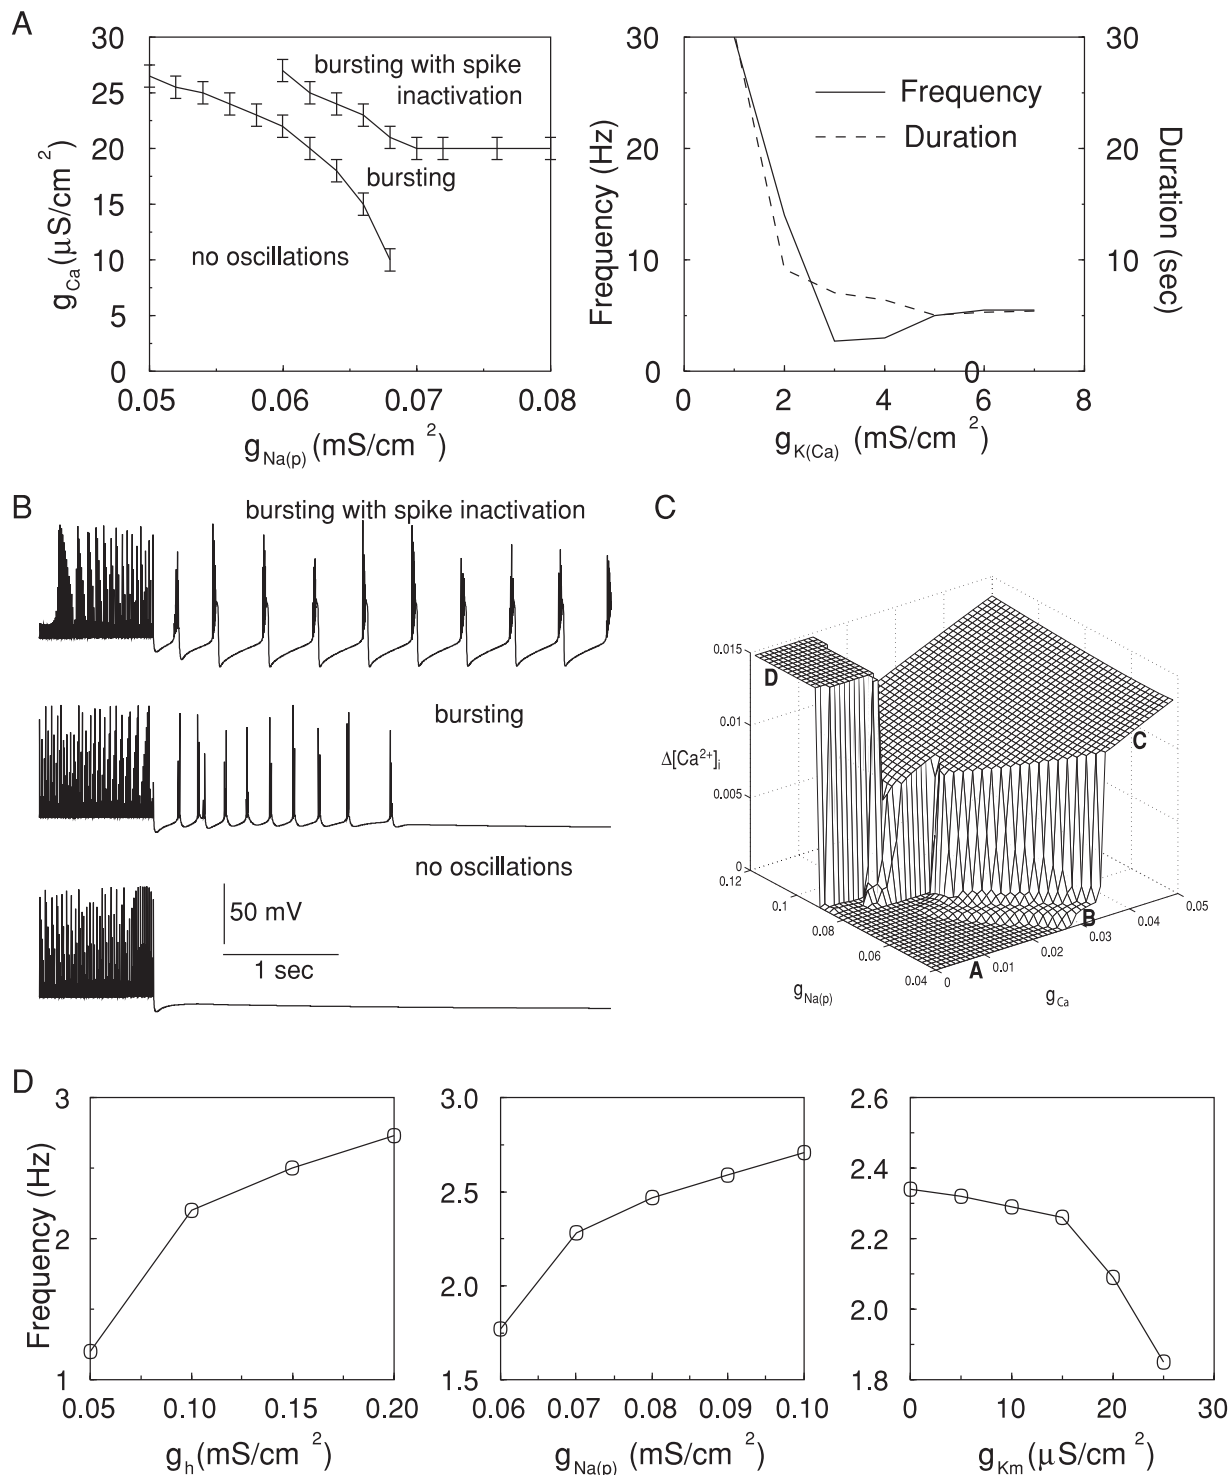 A
30
25
20
15
10
5
0
g_Ca (μS/cm²)
bursting with spike
inactivation
bursting
no oscillations
0.05 0.06 0.07 0.08
g_Na(p) (mS/cm²)
30
20
10
0
Frequency (Hz)
Frequency
Duration
30
20
10
0
Duration (sec)
0 2 4 6 8
g_K(Ca) (mS/cm²)
B
bursting with spike inactivation
bursting
no oscillations
50 mV
1 sec
C
0.015
0.01
0.005
0
Δ[Ca²⁺]i
D
C
B
A
0.12
0.1
0.08
0.06
0.04
g_Na(p)
0
0.01
0.02
0.03
0.04
0.05
g_Ca
D
3
2
1
Frequency (Hz)
0.05 0.10 0.15 0.20
g_h (mS/cm²)
3.0
2.5
2.0
1.5
0.06 0.07 0.08 0.09 0.10
g_Na(p) (mS/cm²)
2.6
2.4
2.2
2.0
1.8
0 10 20 30
g_Km (μS/cm²)